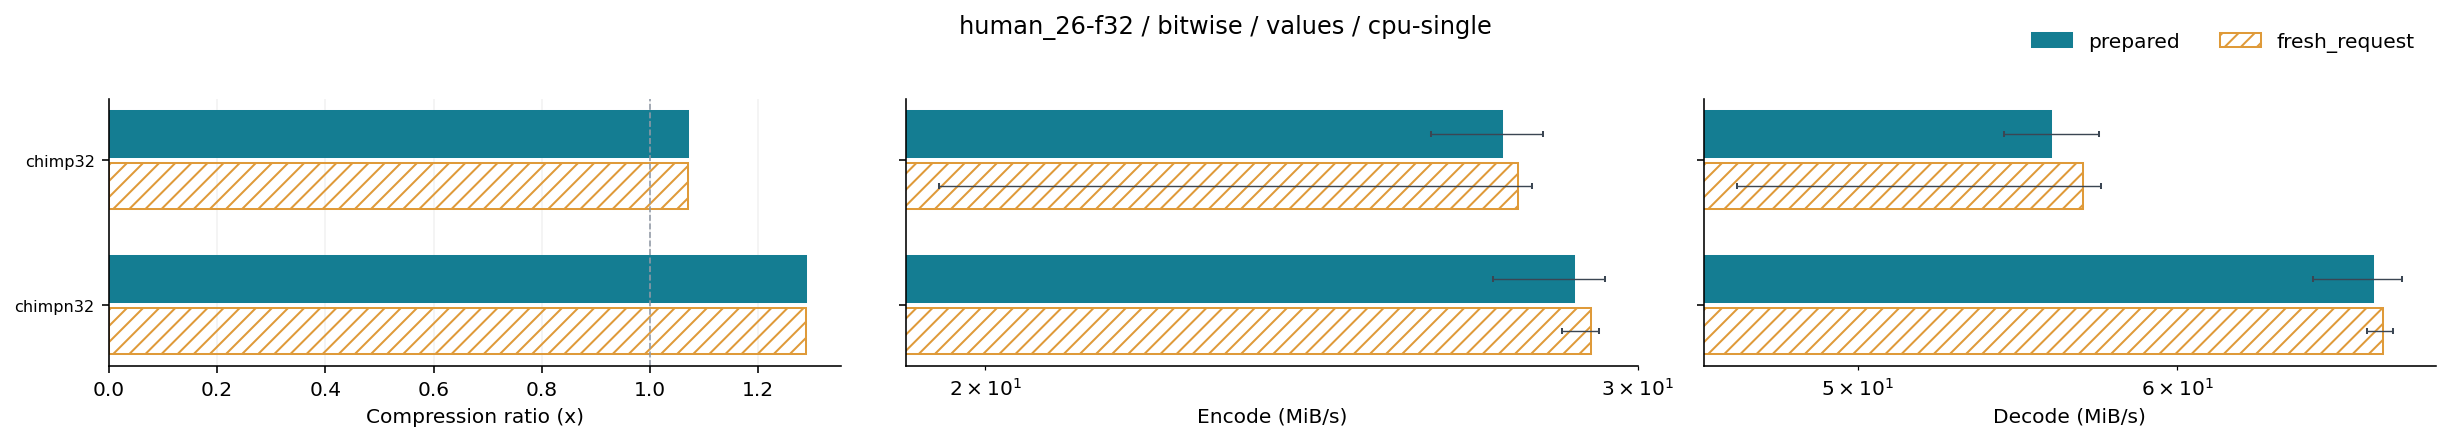 human_26-f32 / bitwise / values / cpu-single
prepared
fresh_request
chimp32
chimpn32
0.0 0.2 0.4 0.6 0.8 1.0 1.2
Compression ratio (x)
2 × 10¹ 3 × 10¹
Encode (MiB/s)
5 × 10¹ 6 × 10¹
Decode (MiB/s)